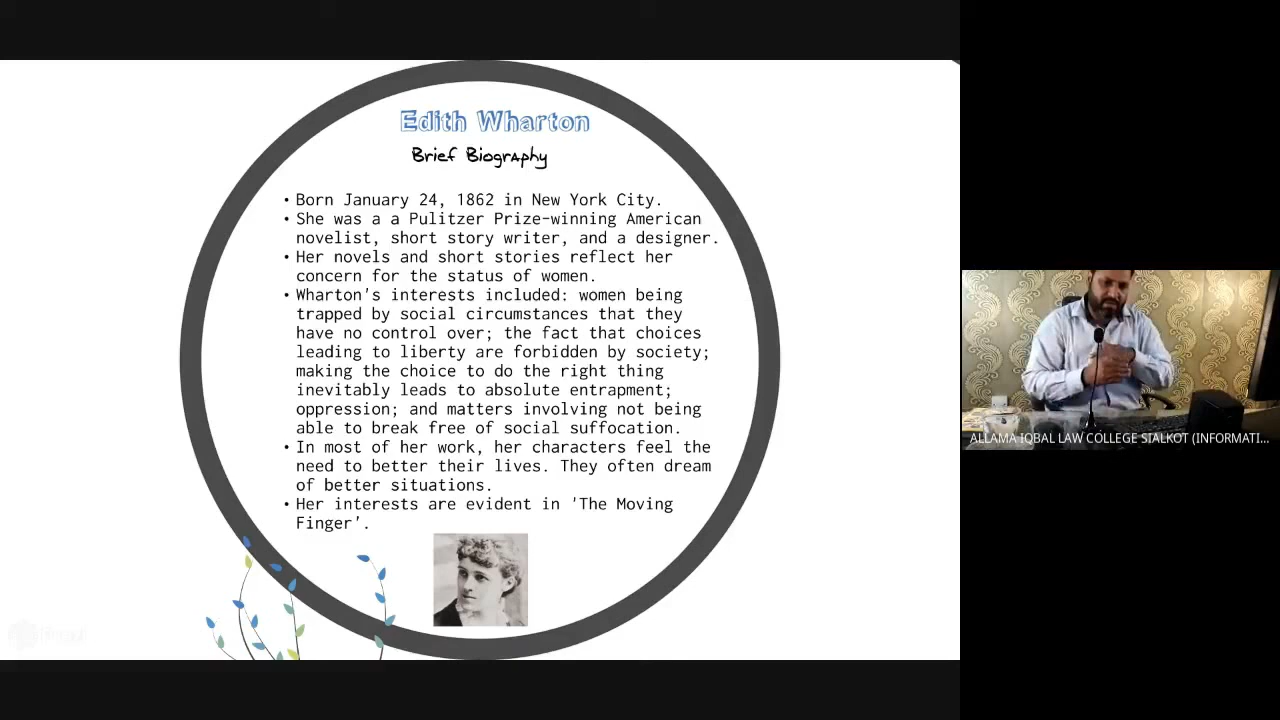 Edith Wharton
Brief Biography
• Born January 24, 1862 in New York City.
• She was a a Pulitzer Prize-winning American
novelist, short story writer, and a designer.
• Her novels and short stories reflect her
concern for the status of women.
• Wharton's interests included: women being
trapped by social circumstances that they
have no control over; the fact that choices
leading to liberty are forbidden by society;
making the choice to do the right thing
inevitably leads to absolute entrapment;
oppression; and matters involving not being
able to break free of social suffocation.
• In most of her work, her characters feel the
need to better their lives. They often dream
of better situations.
• Her interests are evident in 'The Moving
Finger'.
Prezi
ALLAMA IQBAL LAW COLLEGE SIALKOT (INFORMATI...